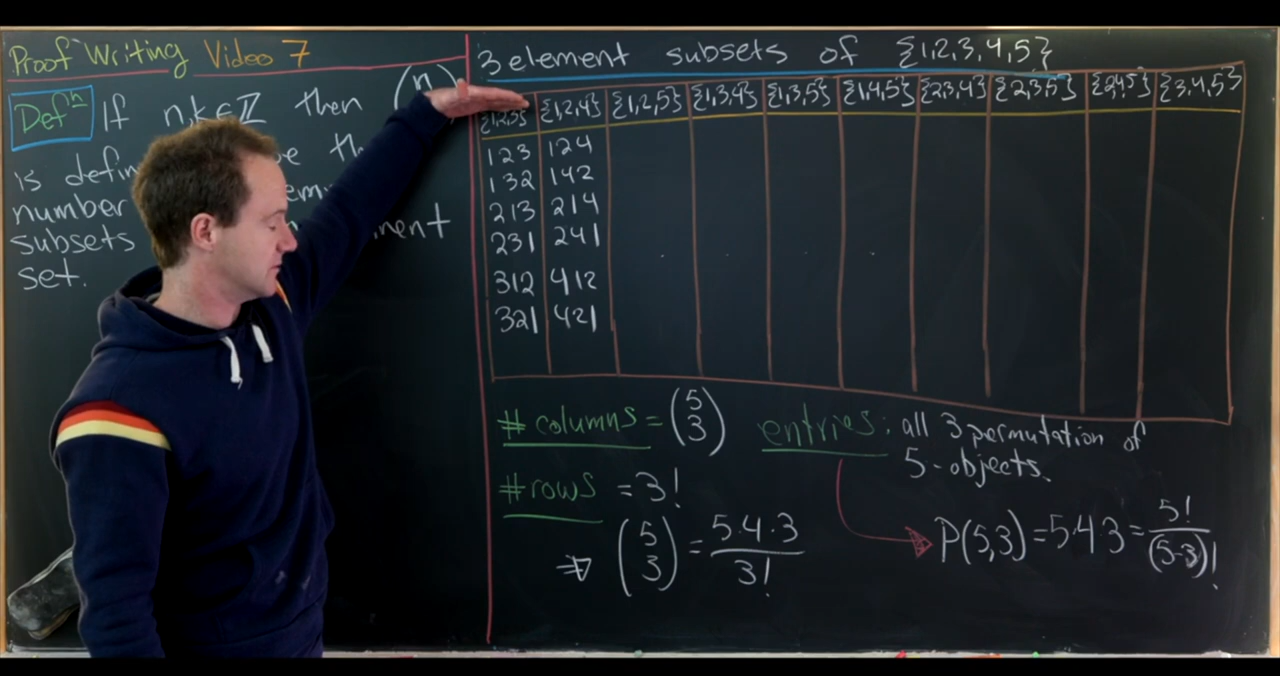 Proof Writing Video 7
Defⁿ If n,k∈ℤ then (n
is defin e th
number em
subsets nent
set.
3 element subsets of {1,2,3,4,5}
{1,2,3} {1,2,4} {1,2,5} {1,3,4} {1,3,5} {1,4,5} {2,3,4} {2,3,5} {2,4,5} {3,4,5}
123 124
132 142
213 214
231 241
312 412
321 421
# columns = (5 3) entries: all 3 permutation of
5-objects.
# rows = 3!
⇒ (5 3) = 5·4·3 / 3!
P(5,3) = 5·4·3 = 5! / (5-3)!